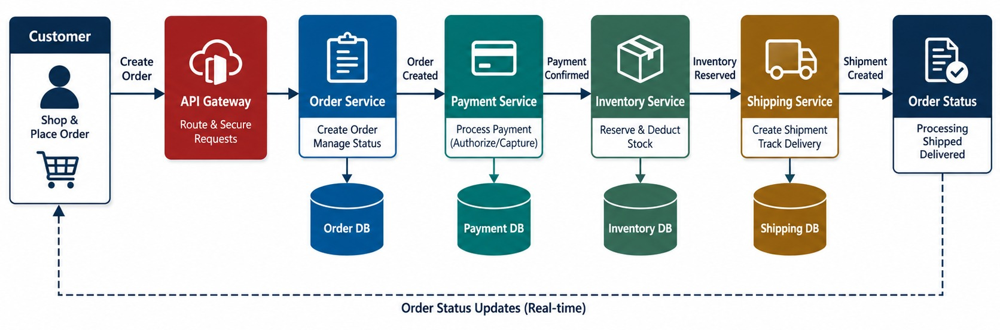 Customer
Shop &
Place Order
Create
Order
API Gateway
Route & Secure
Requests
Order Service
Create Order
Manage Status
Order DB
Order
Created
Payment Service
Process Payment
(Authorize/Capture)
Payment DB
Payment
Confirmed
Inventory Service
Reserve & Deduct
Stock
Inventory DB
Inventory
Reserved
Shipping Service
Create Shipment
Track Delivery
Shipping DB
Shipment
Created
Order Status
Processing
Shipped
Delivered
Order Status Updates (Real-time)